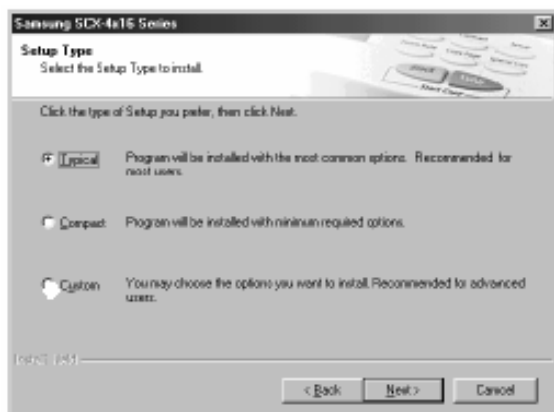 Samsung SCX-4x16 Series
Setup Type
Select the Setup Type to install.
Click the type of Setup you prefer, then click Next.
Typical
Program will be installed with the most common options. Recommended for
most users.
Compact
Program will be installed with minimum required options.
Custom
You may choose the options you want to install. Recommended for advanced
users.
InstallShield
< Back
Next >
Cancel